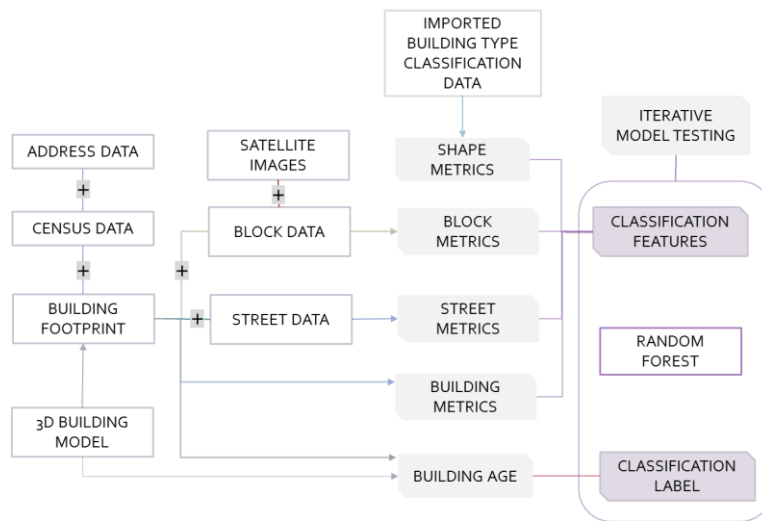 IMPORTED
BUILDING TYPE
CLASSIFICATION
DATA
ITERATIVE
MODEL TESTING
ADDRESS DATA
SATELLITE
IMAGES
SHAPE
METRICS
+
+
CENSUS DATA
BLOCK DATA
BLOCK
METRICS
CLASSIFICATION
FEATURES
+
+
BUILDING
FOOTPRINT
+
STREET DATA
STREET
METRICS
RANDOM
FOREST
BUILDING
METRICS
3D BUILDING
MODEL
BUILDING AGE
CLASSIFICATION
LABEL